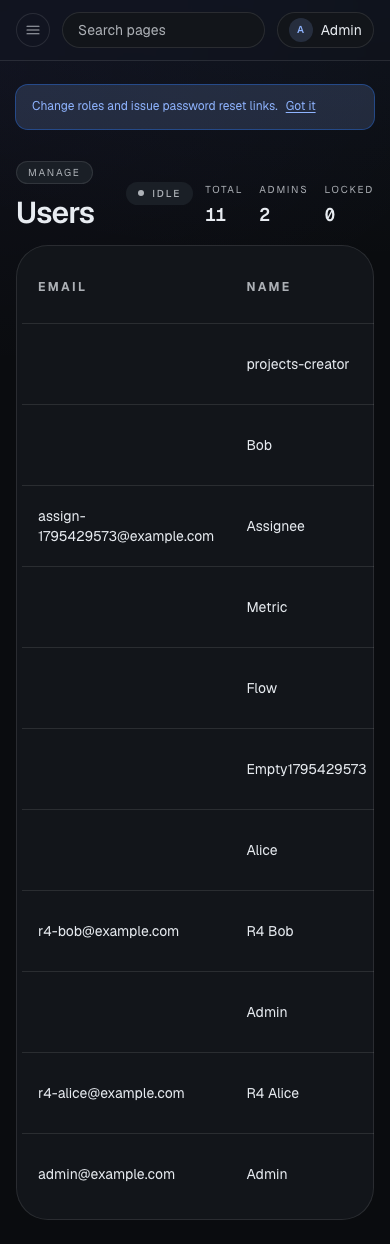 Search pages
A
Admin
Change roles and issue password reset links. Got it
MANAGE
Users
IDLE
TOTAL ADMINS LOCKED
11 2 0
EMAIL NAME
projects-creator
Bob
assign-
1795429573@example.com Assignee
Metric
Flow
Empty1795429573
Alice
r4-bob@example.com R4 Bob
Admin
r4-alice@example.com R4 Alice
admin@example.com Admin